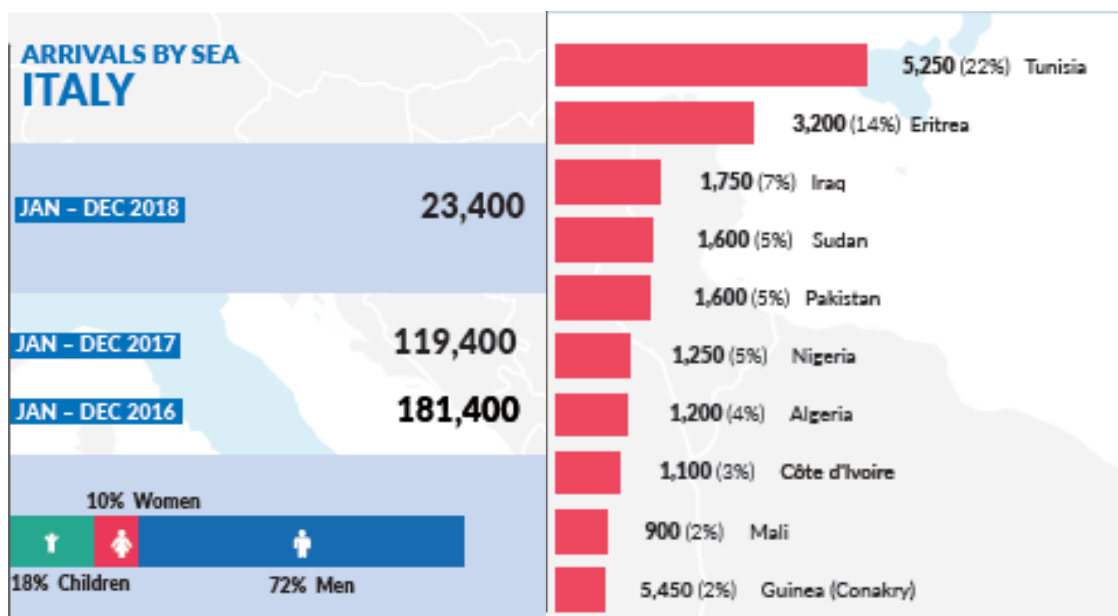 ARRIVALS BY SEA
ITALY
JAN – DEC 2018 23,400
JAN – DEC 2017 119,400
JAN – DEC 2016 181,400
10% Women
18% Children 72% Men
5,250 (22%) Tunisia
3,200 (14%) Eritrea
1,750 (7%) Iraq
1,600 (5%) Sudan
1,600 (5%) Pakistan
1,250 (5%) Nigeria
1,200 (4%) Algeria
1,100 (3%) Côte d'Ivoire
900 (2%) Mali
5,450 (2%) Guinea (Conakry)